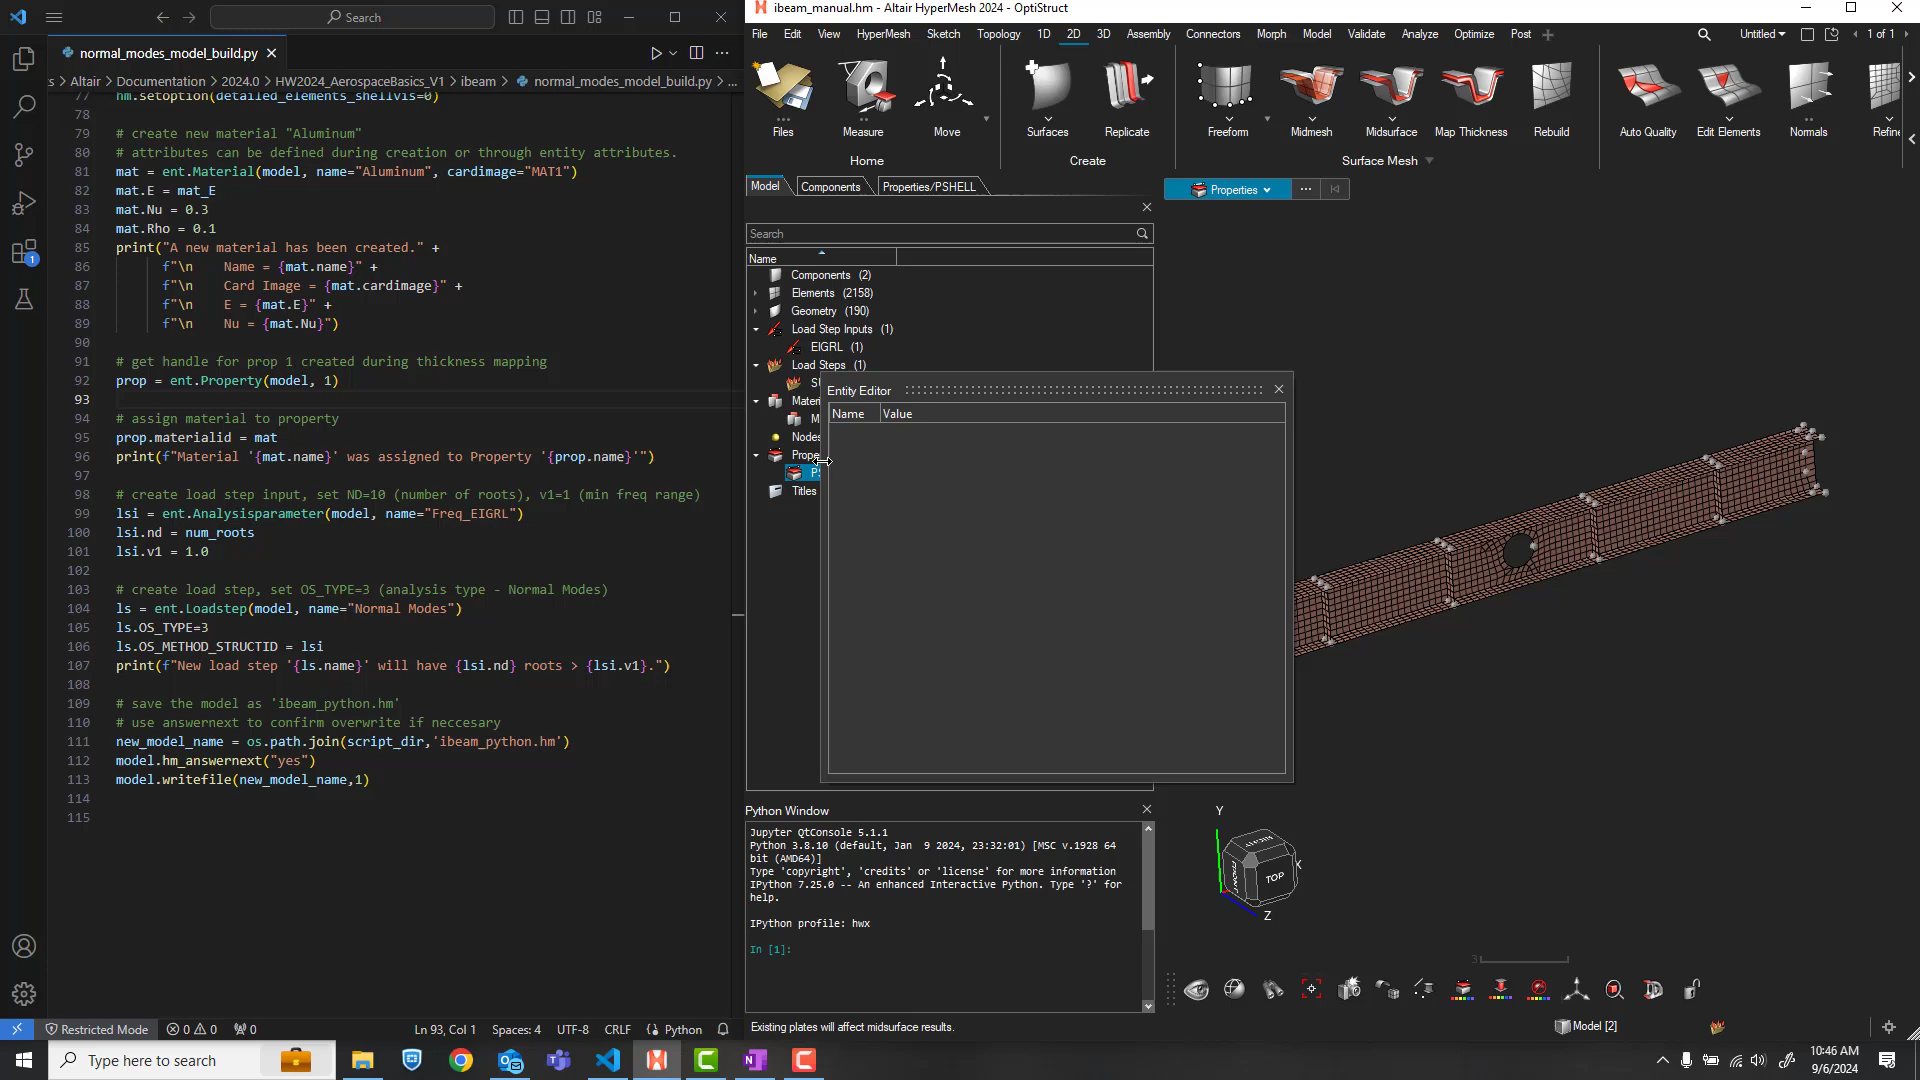 Search
normal_modes_model_build.py
s > Altair > Documentation > 2024.0 > HW2024_AerospaceBasics_V1 > ibeam > normal_modes_model_build.py > ...
77 hm.setoption(detailed_elements_shellvis=0)
78
79 # create new material "Aluminum"
80 # attributes can be defined during creation or through entity attributes.
81 mat = ent.Material(model, name="Aluminum", cardimage="MAT1")
82 mat.E = mat_E
83 mat.Nu = 0.3
84 mat.Rho = 0.1
85 print("A new material has been created." +
86 f"\n    Name = {mat.name}" +
87 f"\n    Card Image = {mat.cardimage}" +
88 f"\n    E = {mat.E}" +
89 f"\n    Nu = {mat.Nu}")
90
91 # get handle for prop 1 created during thickness mapping
92 prop = ent.Property(model, 1)
93
94 # assign material to property
95 prop.materialid = mat
96 print(f"Material '{mat.name}' was assigned to Property '{prop.name}'")
97
98 # create load step input, set ND=10 (number of roots), v1=1 (min freq range)
99 lsi = ent.Analysisparameter(model, name="Freq_EIGRL")
100 lsi.nd = num_roots
101 lsi.v1 = 1.0
102
103 # create load step, set OS_TYPE=3 (analysis type - Normal Modes)
104 ls = ent.Loadstep(model, name="Normal Modes")
105 ls.OS_TYPE=3
106 ls.OS_METHOD_STRUCTID = lsi
107 print(f"New load step '{ls.name}' will have {lsi.nd} roots > {lsi.v1}.")
108
109 # save the model as 'ibeam_python.hm'
110 # use answernext to confirm overwrite if neccesary
111 new_model_name = os.path.join(script_dir,'ibeam_python.hm')
112 model.hm_answernext("yes")
113 model.writefile(new_model_name,1)
114
115
1
Restricted Mode 0 0 0 Ln 93, Col 1 Spaces: 4 UTF-8 CRLF Python
ibeam_manual.hm - Altair HyperMesh 2024 - OptiStruct
File Edit View HyperMesh Sketch Topology 1D 2D 3D Assembly Connectors Morph Model Validate Analyze Optimize Post Untitled 1 of 1
Files Measure Move Surfaces Replicate Freeform Midmesh Midsurface Map Thickness Rebuild Auto Quality Edit Elements Normals Refine
Home Create Surface Mesh
Model Components Properties/PSHELL
Properties
Search
Name
Components (2)
Elements (2158)
Geometry (190)
Load Step Inputs (1)
EIGRL (1)
Load Steps (1)
Materi
Nodes
Prope
Titles
Entity Editor
Name Value
Python Window
Jupyter QtConsole 5.1.1
Python 3.8.10 (default, Jan  9 2024, 23:32:01) [MSC v.1928 64
bit (AMD64)]
Type 'copyright', 'credits' or 'license' for more information
IPython 7.25.0 -- An enhanced Interactive Python. Type '?' for
help.
IPython profile: hwx
In [1]:
Y
X
Z
TOP
3
Existing plates will affect midsurface results.
Model [2]
Type here to search
10:46 AM
9/6/2024